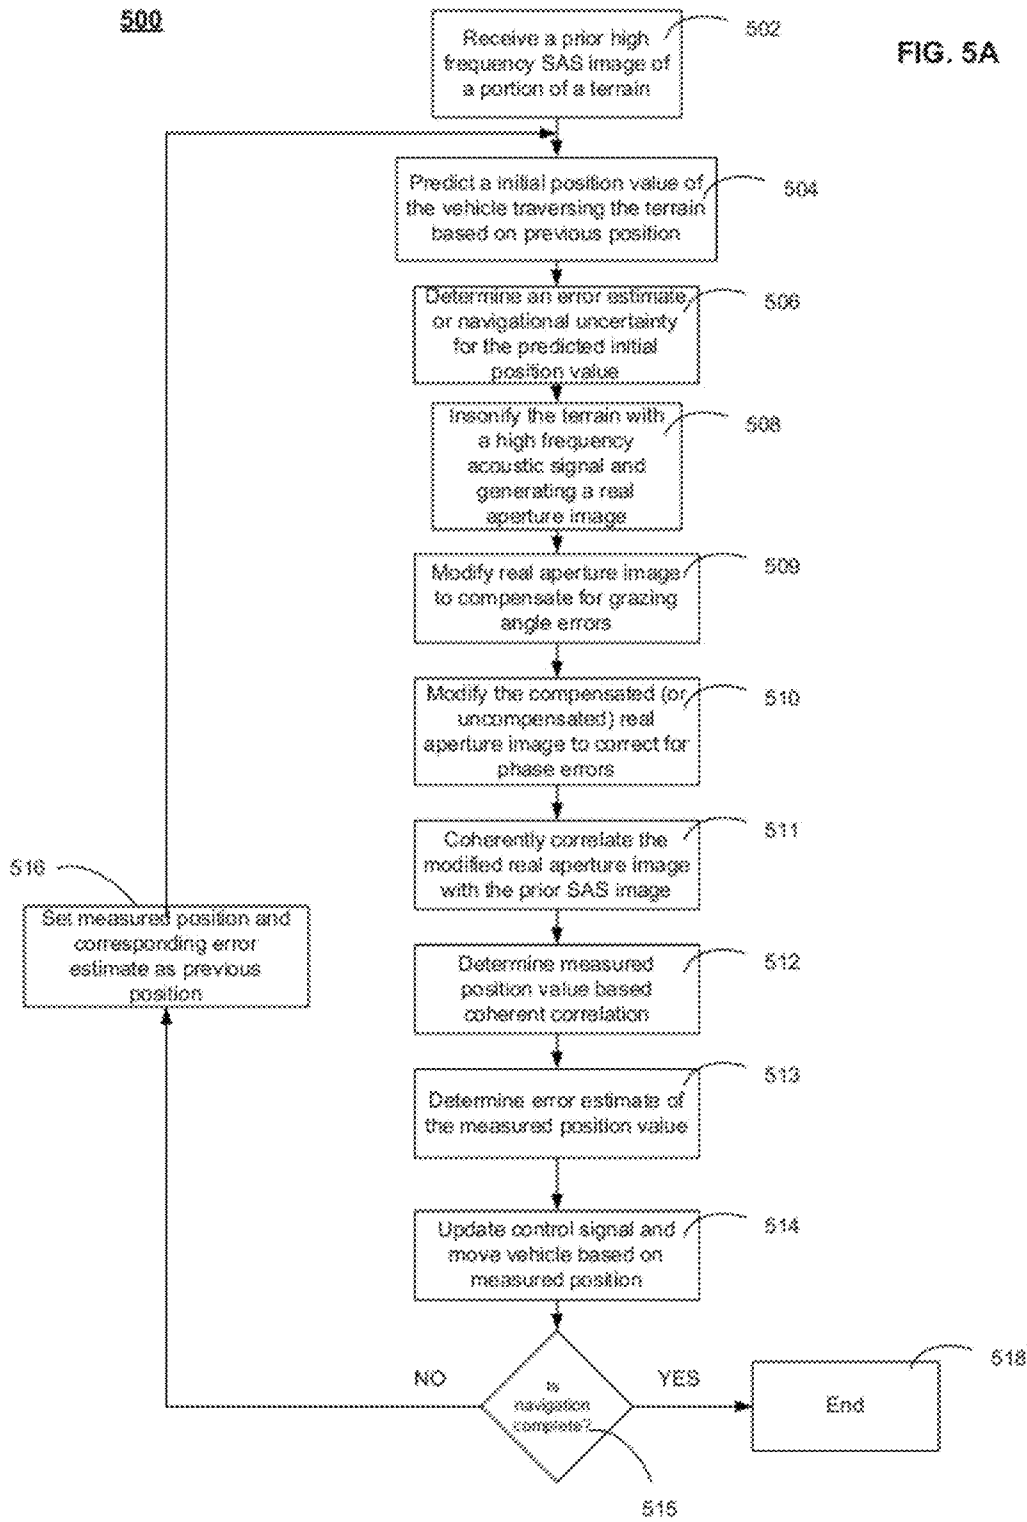 500
FIG. 5A
Receive a prior high
frequency SAS image of
a portion of a terrain
502
Predict a initial position value of
the vehicle traversing the terrain
based on previous position
504
Determine an error estimate
or navigational uncertainty
for the predicted initial
position value
506
Insonify the terrain with
a high frequency
acoustic signal and
generating a real
aperture image
508
Modify real aperture image
to compensate for grazing
angle errors
509
Modify the compensated (or
uncompensated) real
aperture image to correct for
phase errors
510
Coherently correlate the
modified real aperture image
with the prior SAS image
511
Determine measured
position value based
coherent correlation
512
Determine error estimate of
the measured position value
513
Update control signal and
move vehicle based on
measured position
514
Is
navigation
complete?
515
NO
YES
End
518
516
Set measured position and
corresponding error
estimate as previous
position